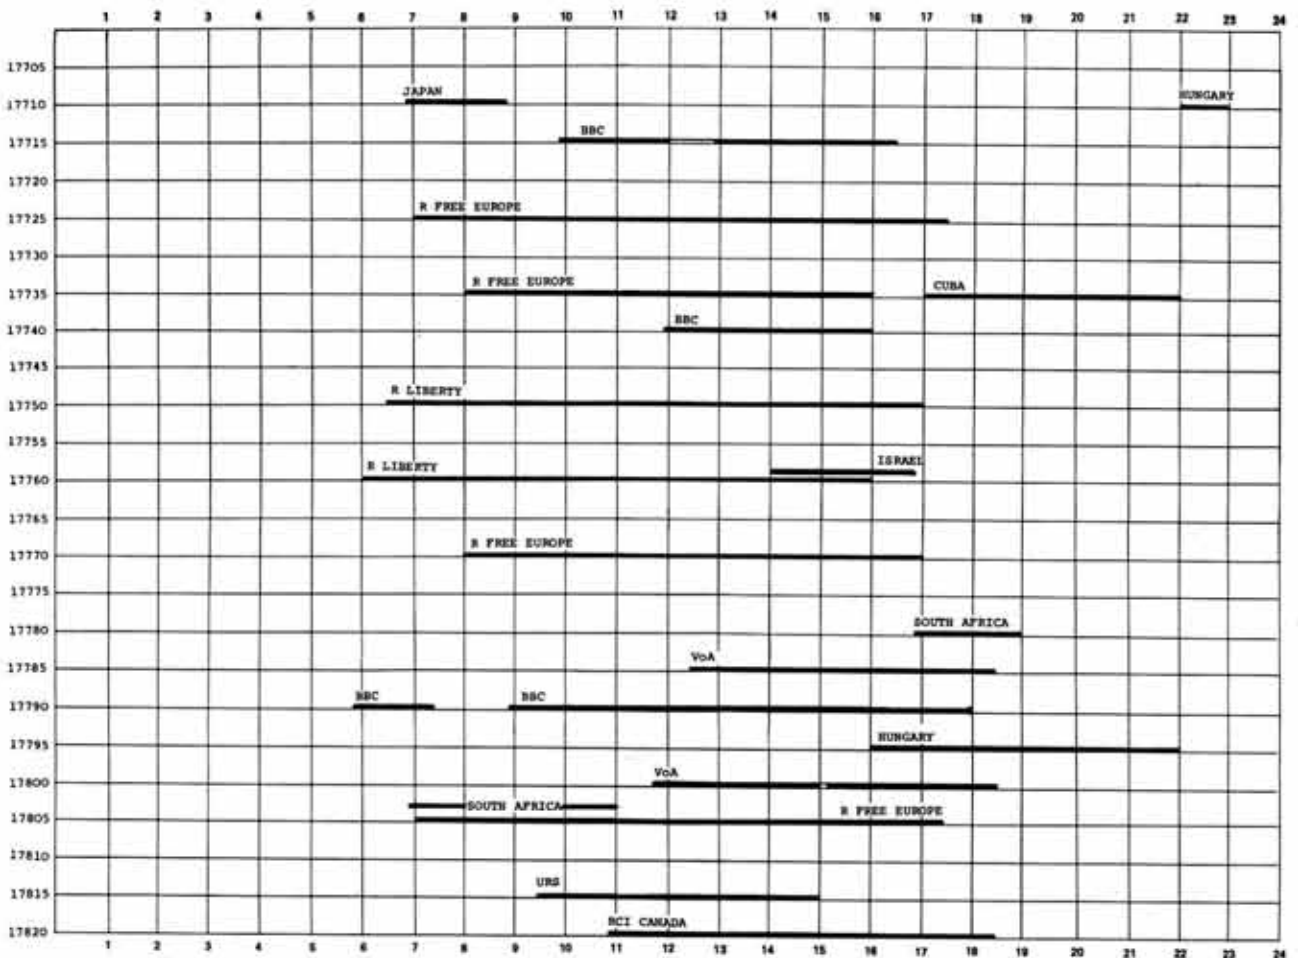 1 2 3 4 5 6 7 8 9 10 11 12 13 14 15 16 17 18 19 20 21 22 23 24
17705
JAPAN HUNGARY
17710
BBC
17715
17720
R FREE EUROPE
17725
17730
R FREE EUROPE CUBA
17735
BBC
17740
17745
R LIBERTY
17750
17755
R LIBERTY ISRAEL
17760
17765
R FREE EUROPE
17770
17775
SOUTH AFRICA
17780
VoA
17785
BBC BBC
17790
HUNGARY
17795
VoA
17800
SOUTH AFRICA R FREE EUROPE
17805
17810
URS
17815
RCI CANADA
17820
1 2 3 4 5 6 7 8 9 10 11 12 13 14 15 16 17 18 19 20 21 22 23 24